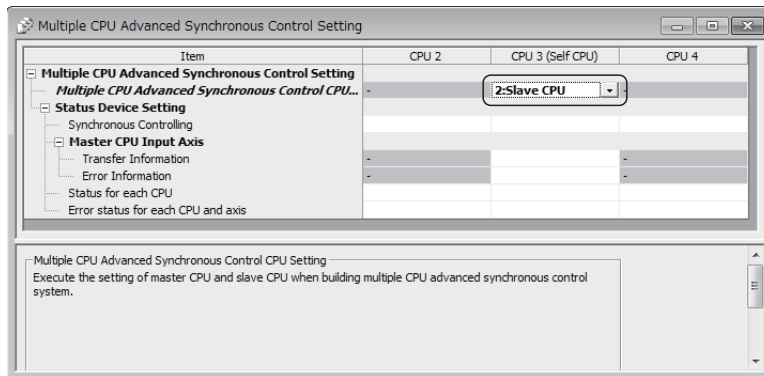 Multiple CPU Advanced Synchronous Control Setting
Item CPU 2 CPU 3 (Self CPU) CPU 4
Multiple CPU Advanced Synchronous Control Setting
Multiple CPU Advanced Synchronous Control CPU... - 2:Slave CPU -
Status Device Setting
Synchronous Controlling
Master CPU Input Axis
Transfer Information - -
Error Information - -
Status for each CPU
Error status for each CPU and axis
Multiple CPU Advanced Synchronous Control CPU Setting
Execute the setting of master CPU and slave CPU when building multiple CPU advanced synchronous control
system.